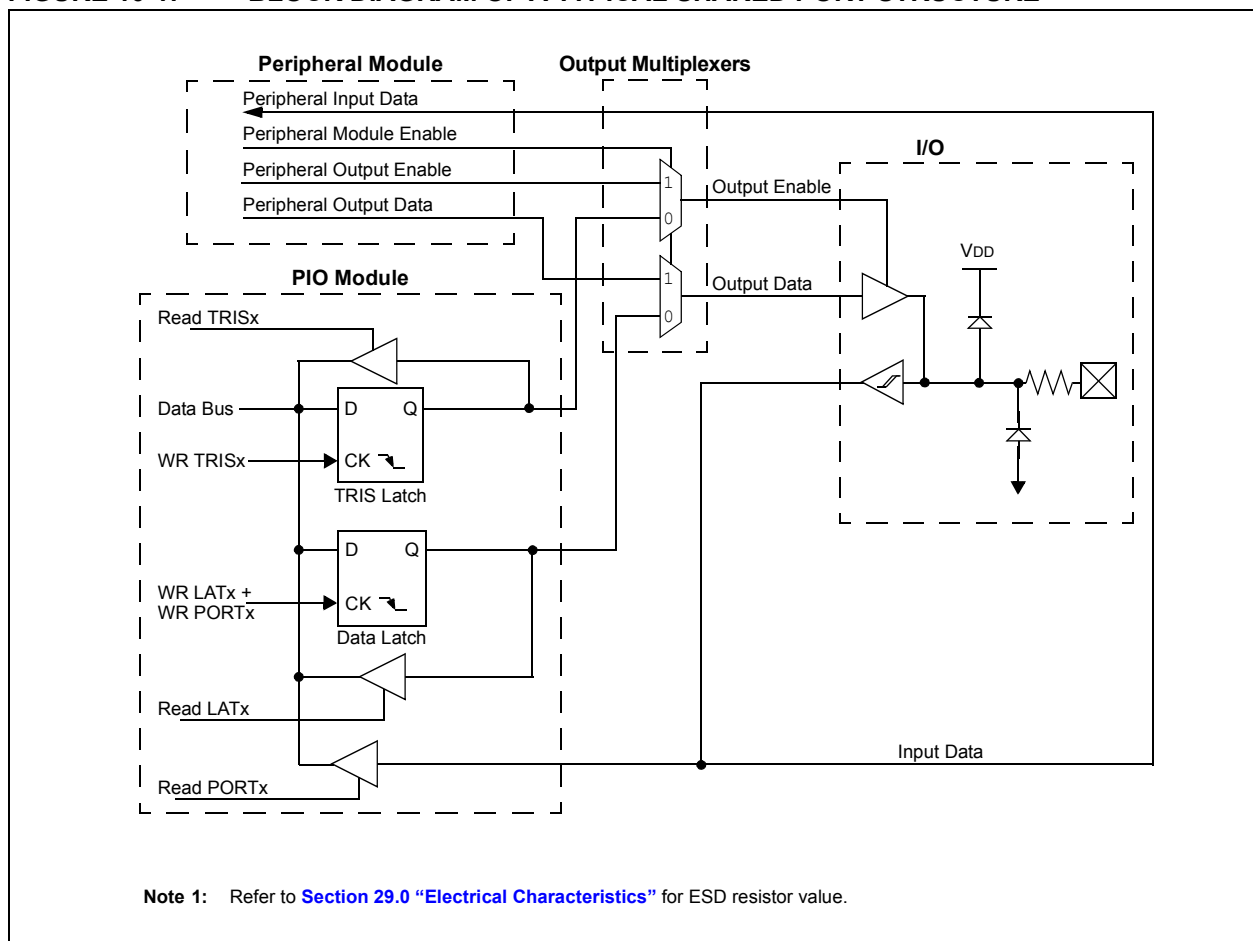 Peripheral Module
Output Multiplexers
Peripheral Input Data
Peripheral Module Enable
I/O
Peripheral Output Enable
1
Output Enable
Peripheral Output Data
0
VDD
PIO Module
1
Output Data
Read TRISx
0
Data Bus
D Q
WR TRISx
CK
TRIS Latch
D Q
WR LATx +
WR PORTx
CK
Data Latch
Read LATx
Input Data
Read PORTx
Note 1: Refer to Section 29.0 “Electrical Characteristics” for ESD resistor value.